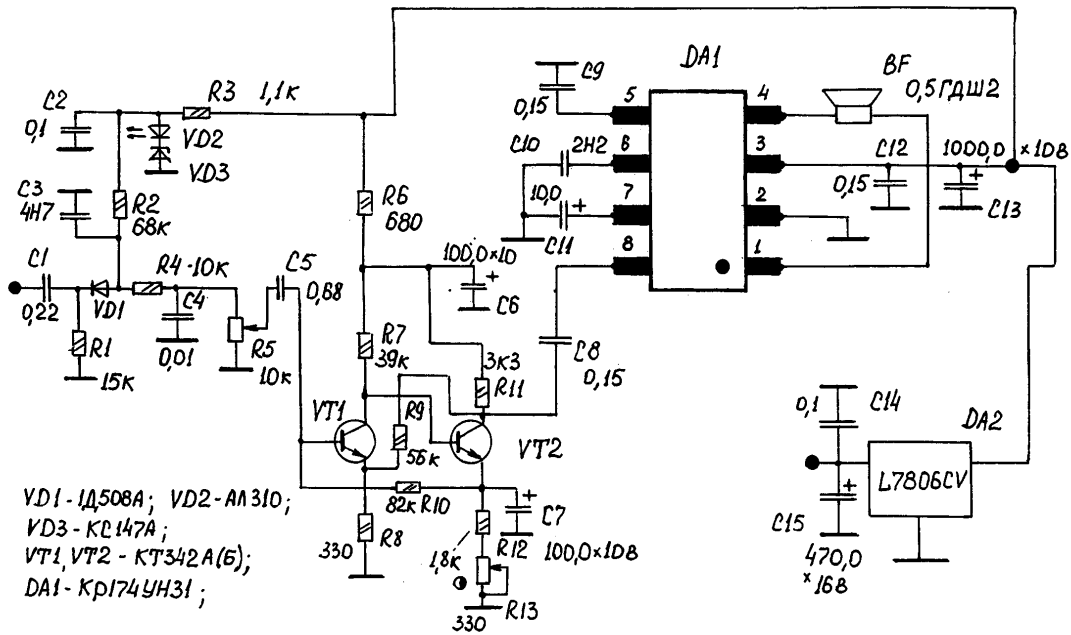 R3 1,1к
C2
0,1
VD2
VD3
C3
4Н7
R2
68к
C1
0,22
VD1
R4-10к
C4
0,01
R1
15к
R5
10к
C5
0,68
R6
680
100,0×10
C6
R7
39к
3к3
R11
R9
56к
VT1
VT2
82к R10
R8
330
C7
100,0×10В
R12
1,8к
R13
330
C8
0,15
C9
0,15
C10
2Н2
10,0
C11
DA1
5
6
7
8
4
3
2
1
BF
0,5ГДШ2
C12
0,15
1000,0 ×10В
C13
0,1
C14
DA2
L7806CV
C15
470,0
×16В
VD1-1Д508А; VD2-АЛ310;
VD3-КС147А;
VT1, VT2-КТ342А(Б);
DA1-Кр174УН31;